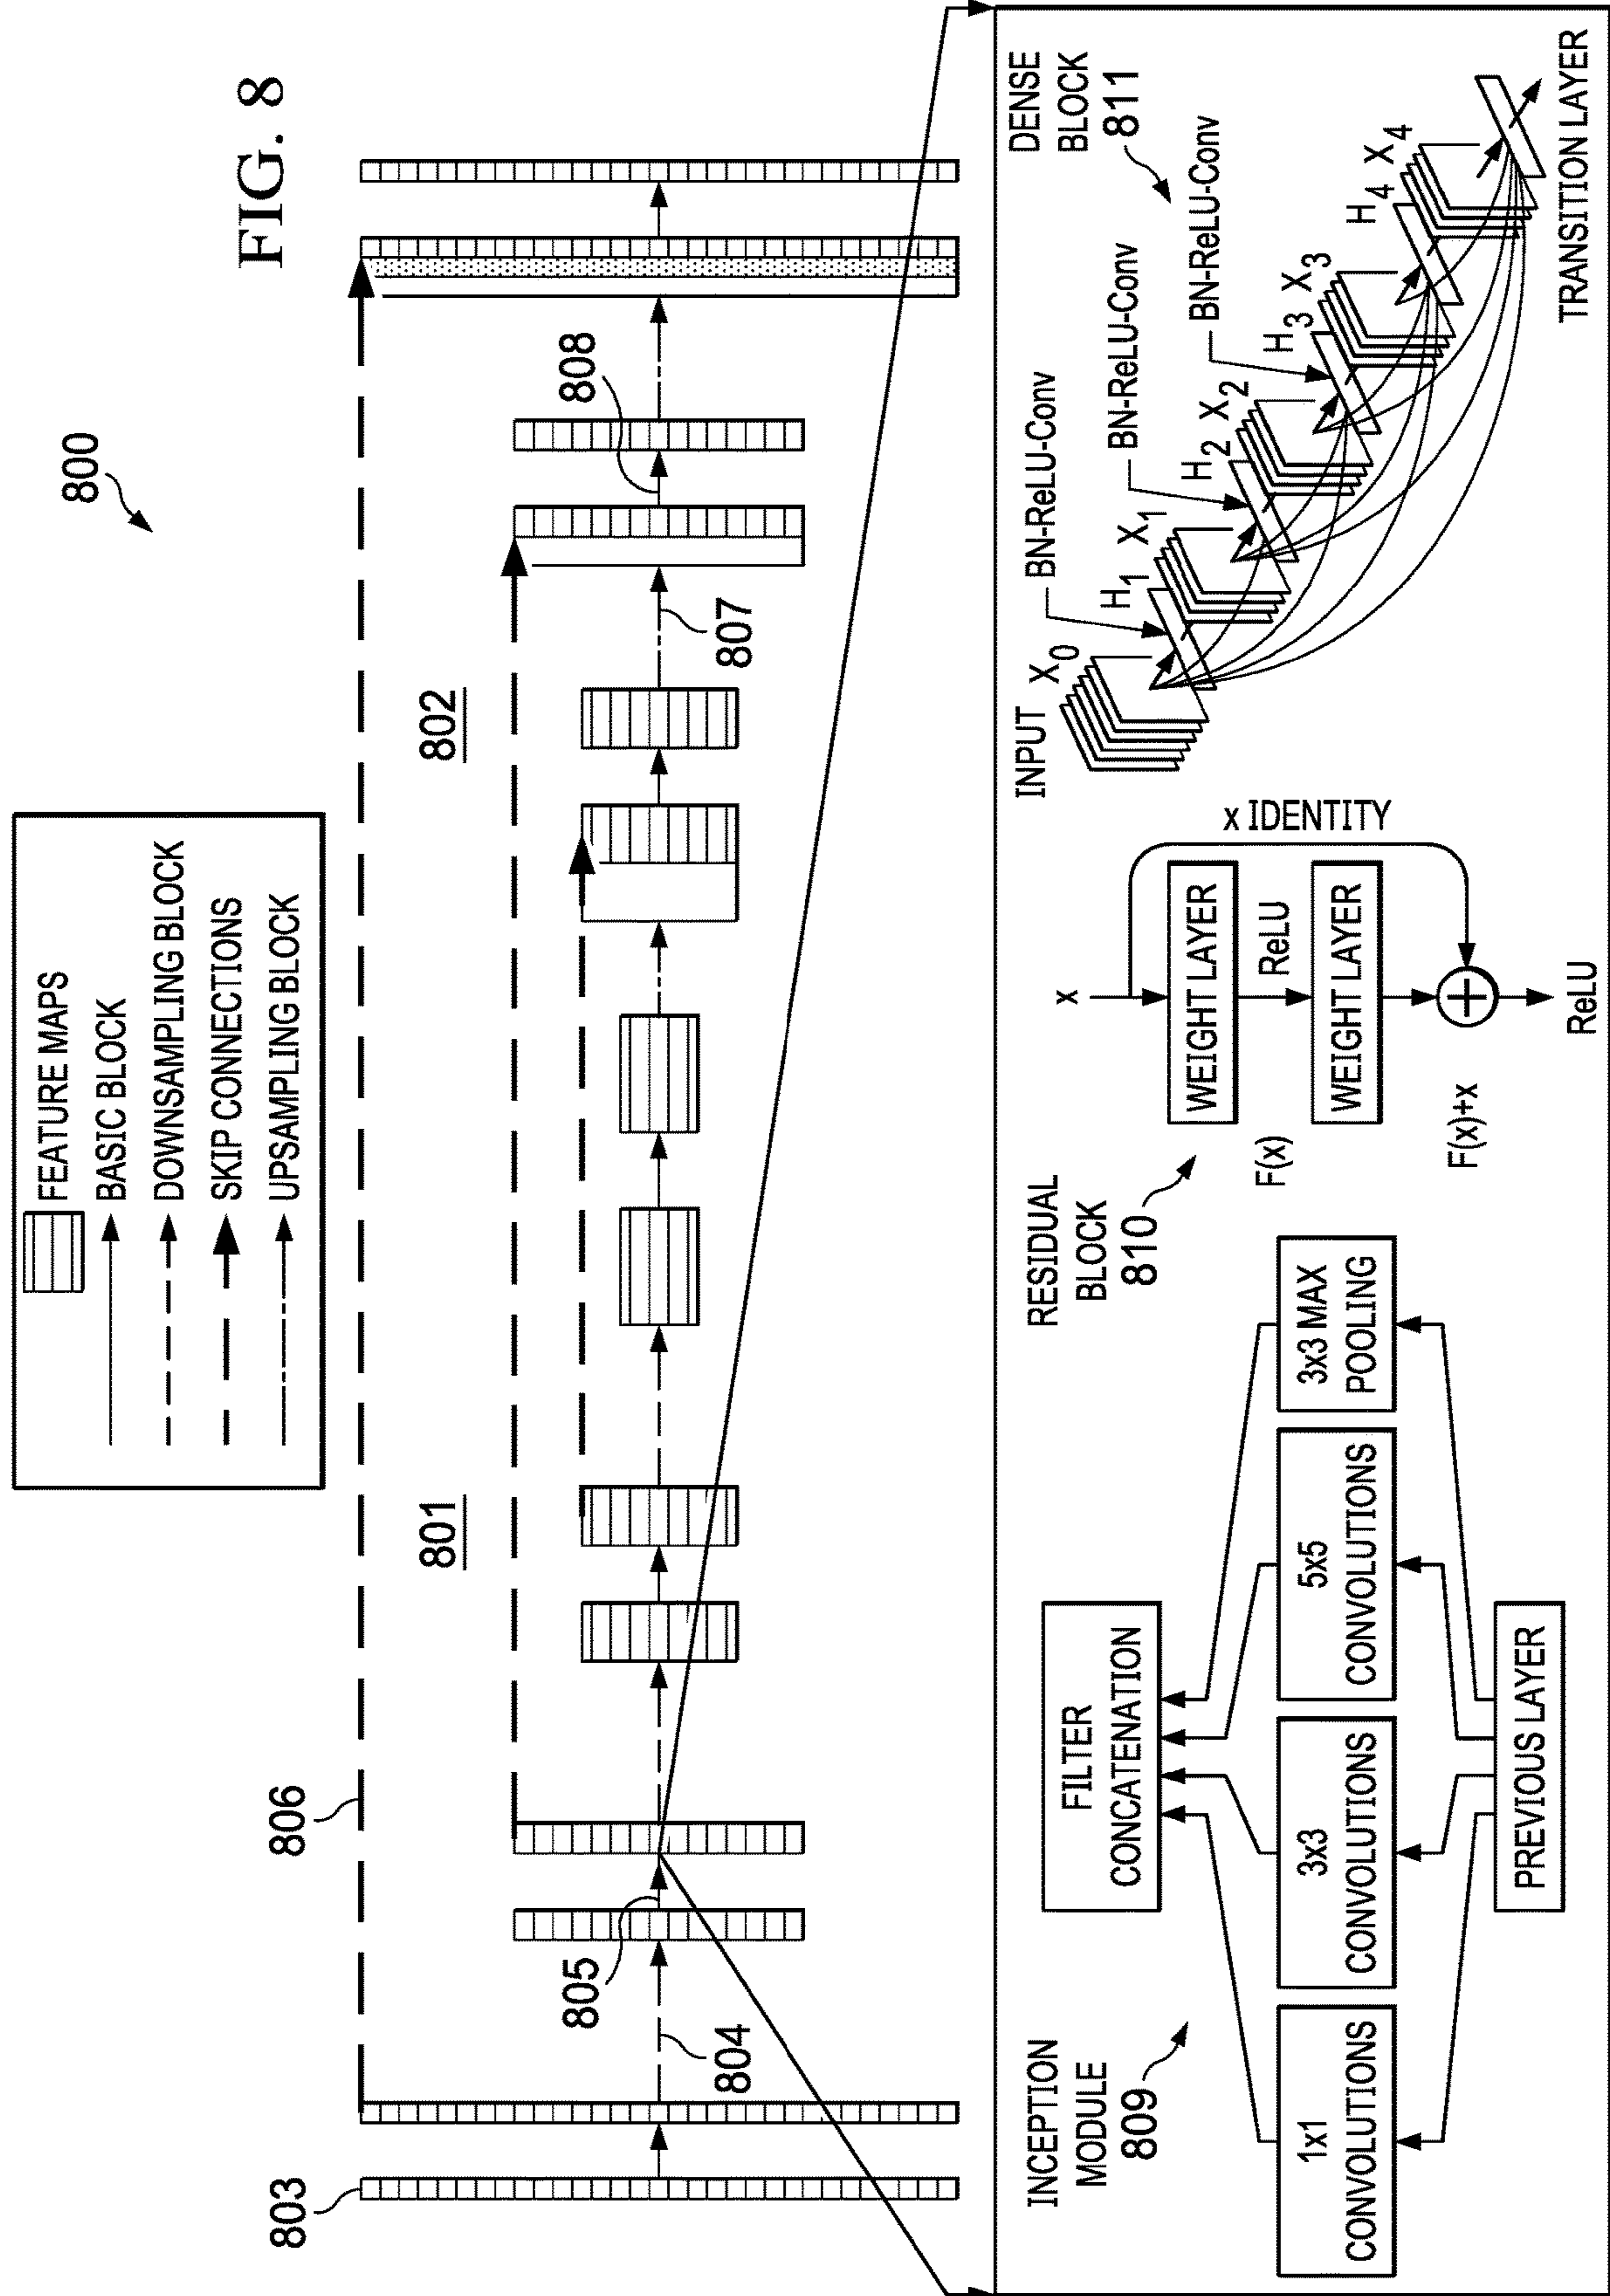 FIG. 8
800
FEATURE MAPS
BASIC BLOCK
DOWNSAMPLING BLOCK
SKIP CONNECTIONS
UPSAMPLING BLOCK
803
806
801
802
804
805
807
808
INCEPTION
MODULE
809
FILTER
CONCATENATION
1x1
CONVOLUTIONS
3x3
CONVOLUTIONS
5x5
CONVOLUTIONS
3x3 MAX
POOLING
PREVIOUS LAYER
RESIDUAL
BLOCK
810
x
WEIGHT LAYER
F(x)
ReLU
x IDENTITY
WEIGHT LAYER
F(x)+x
ReLU
DENSE
BLOCK
811
INPUT
X0
BN-ReLU-Conv
H1
X1
BN-ReLU-Conv
H2
X2
BN-ReLU-Conv
H3
X3
H4
X4
TRANSITION LAYER